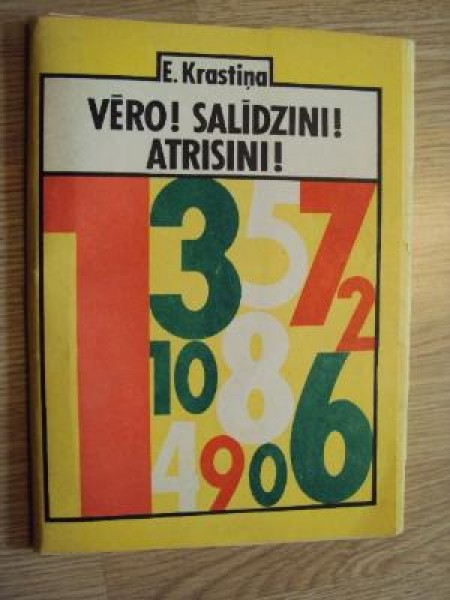 E. Krastiņa
VĒRO! SALĪDZINI!
ATRISINI!
1 3 5 7 2
10 8
4 9 0 6